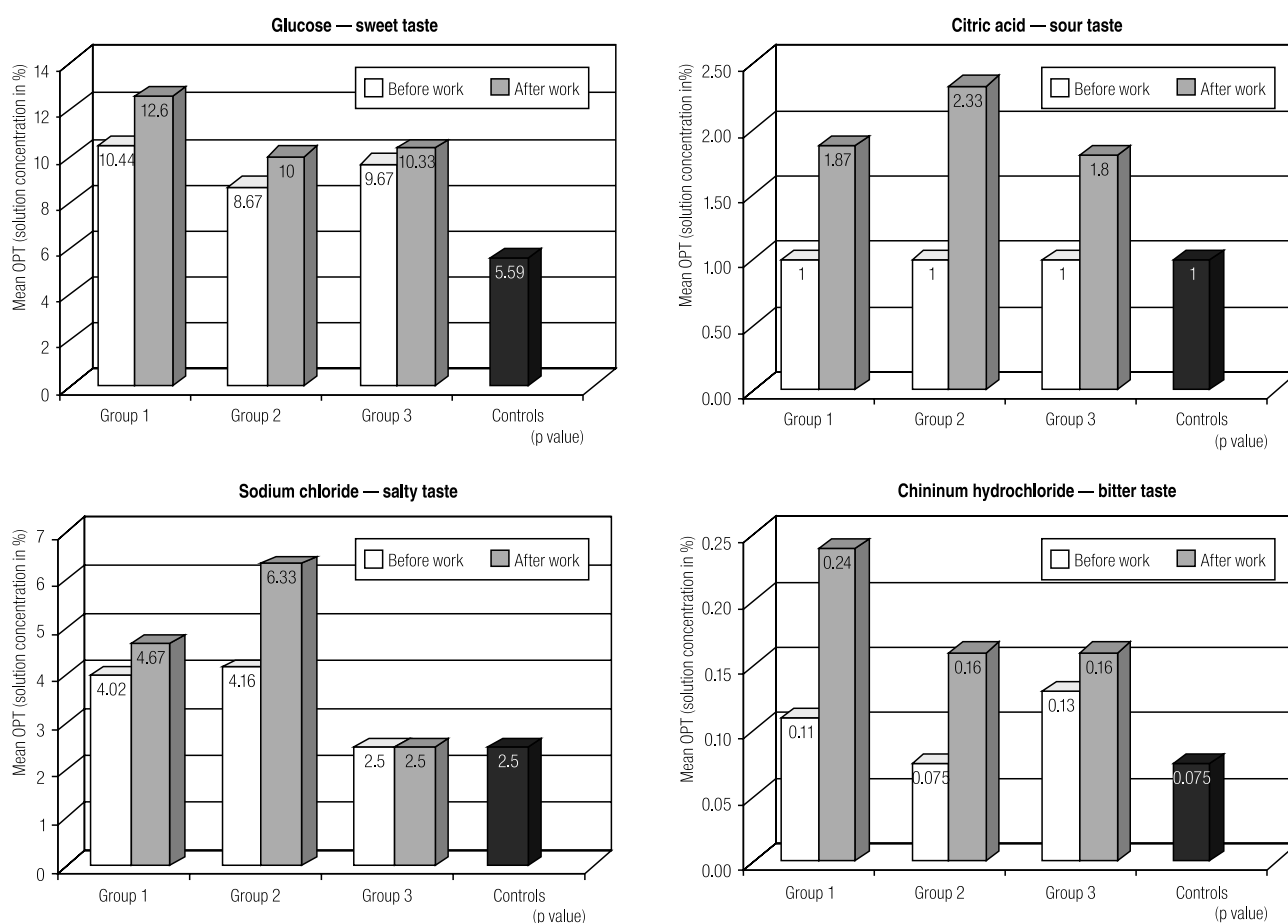 Glucose — sweet taste
Mean OPT (solution concentration in %)
14
12
10
8
6
4
2
0
Before work After work
10.44 12.6 8.67 10 9.67 10.33 5.59
Group 1 Group 2 Group 3 Controls
(p value)
Citric acid — sour taste
Mean OPT (solution concentration in%)
2.50
2.00
1.50
1.00
0.50
0.00
Before work After work
1 1.87 1 2.33 1 1.8 1
Group 1 Group 2 Group 3 Controls
(p value)
Sodium chloride — salty taste
Mean OPT (solution concentration in %)
7
6
5
4
3
2
1
0
Before work After work
4.02 4.67 4.16 6.33 2.5 2.5 2.5
Group 1 Group 2 Group 3 Controls
(p value)
Chininum hydrochloride — bitter taste
Mean OPT (solution concentration in %)
0.25
0.20
0.15
0.10
0.05
0.00
Before work After work
0.11 0.24 0.075 0.16 0.13 0.16 0.075
Group 1 Group 2 Group 3 Controls
(p value)